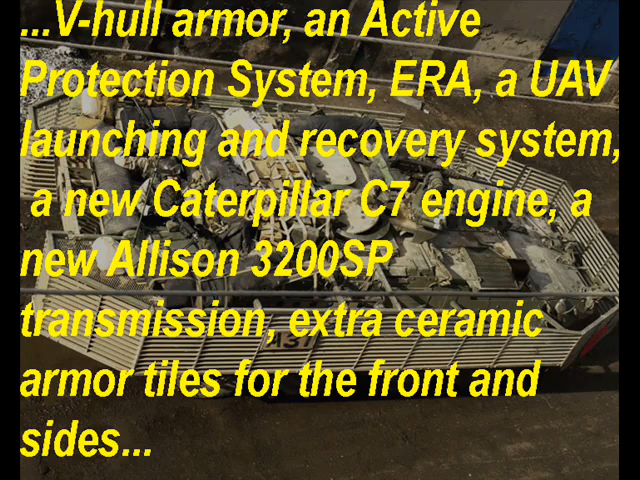 ...V-hull armor, an Active
Protection System, ERA, a UAV
launching and recovery system,
a new Caterpillar C7 engine, a
new Allison 3200SP
transmission, extra ceramic
armor tiles for the front and
sides...